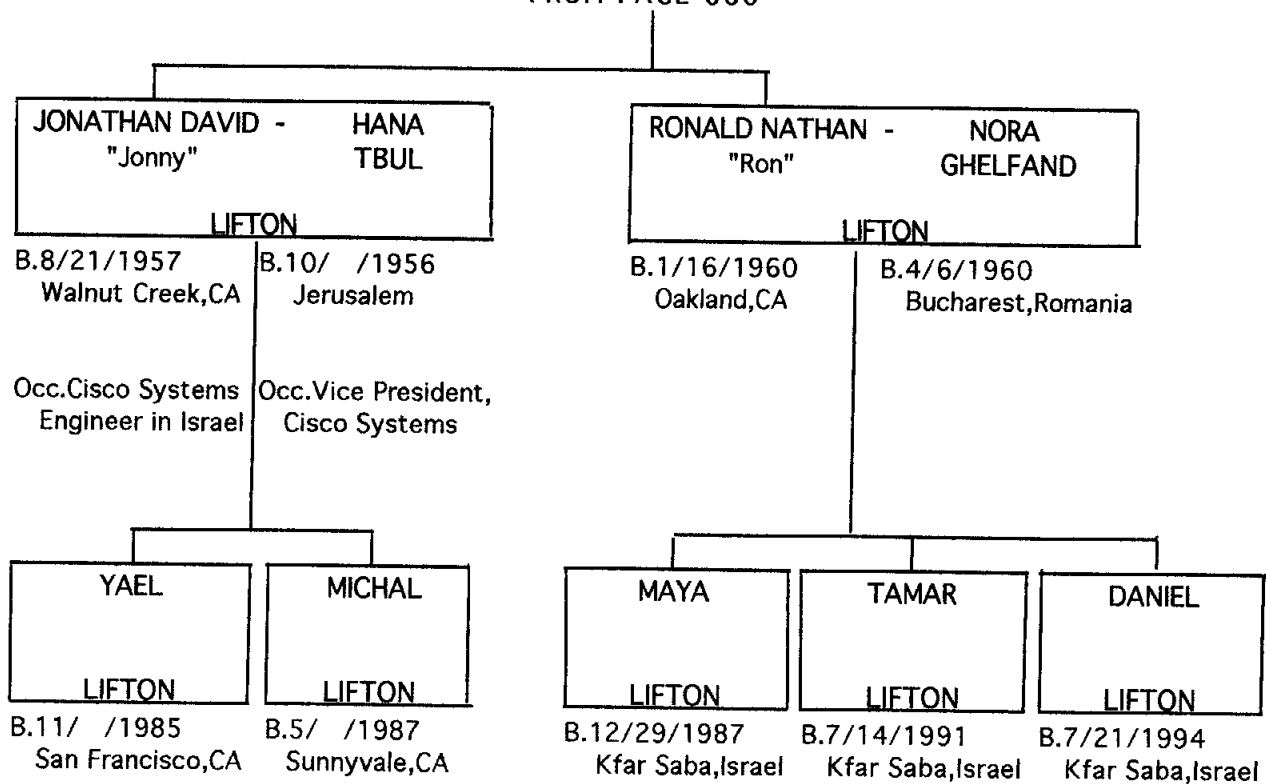 JONATHAN DAVID - HANA
"Jonny" TBUL
LIFTON
B.8/21/1957 B.10/ /1956
Walnut Creek,CA Jerusalem
Occ.Cisco Systems Occ.Vice President,
Engineer in Israel Cisco Systems
RONALD NATHAN - NORA
"Ron" GHELFAND
LIFTON
B.1/16/1960 B.4/6/1960
Oakland,CA Bucharest,Romania
YAEL
LIFTON
B.11/ /1985
San Francisco,CA
MICHAL
LIFTON
B.5/ /1987
Sunnyvale,CA
MAYA
LIFTON
B.12/29/1987
Kfar Saba,Israel
TAMAR
LIFTON
B.7/14/1991
Kfar Saba,Israel
DANIEL
LIFTON
B.7/21/1994
Kfar Saba,Israel